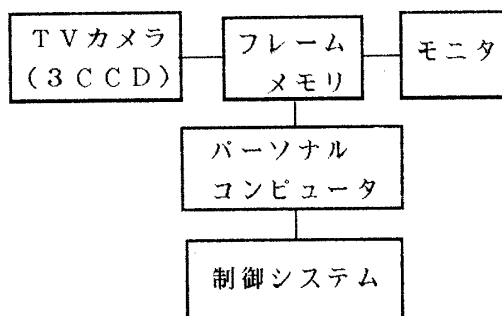 TVカメラ
(3CCD)
フレーム
メモリ
モニタ
パーソナル
コンピュータ
制御システム